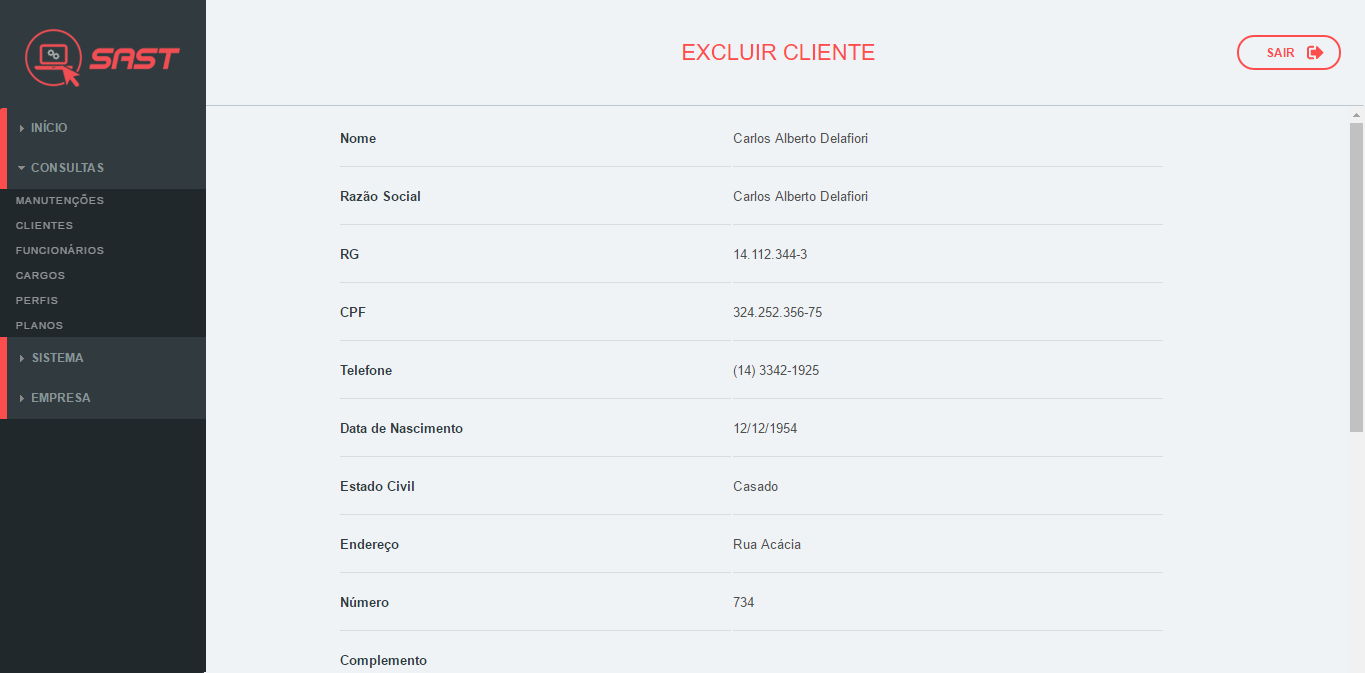 SAST
EXCLUIR CLIENTE
SAIR
INÍCIO
CONSULTAS
MANUTENÇÕES
CLIENTES
FUNCIONÁRIOS
CARGOS
PERFIS
PLANOS
SISTEMA
EMPRESA
Nome Carlos Alberto Delafiori
Razão Social Carlos Alberto Delafiori
RG 14.112.344-3
CPF 324.252.356-75
Telefone (14) 3342-1925
Data de Nascimento 12/12/1954
Estado Civil Casado
Endereço Rua Acácia
Número 734
Complemento